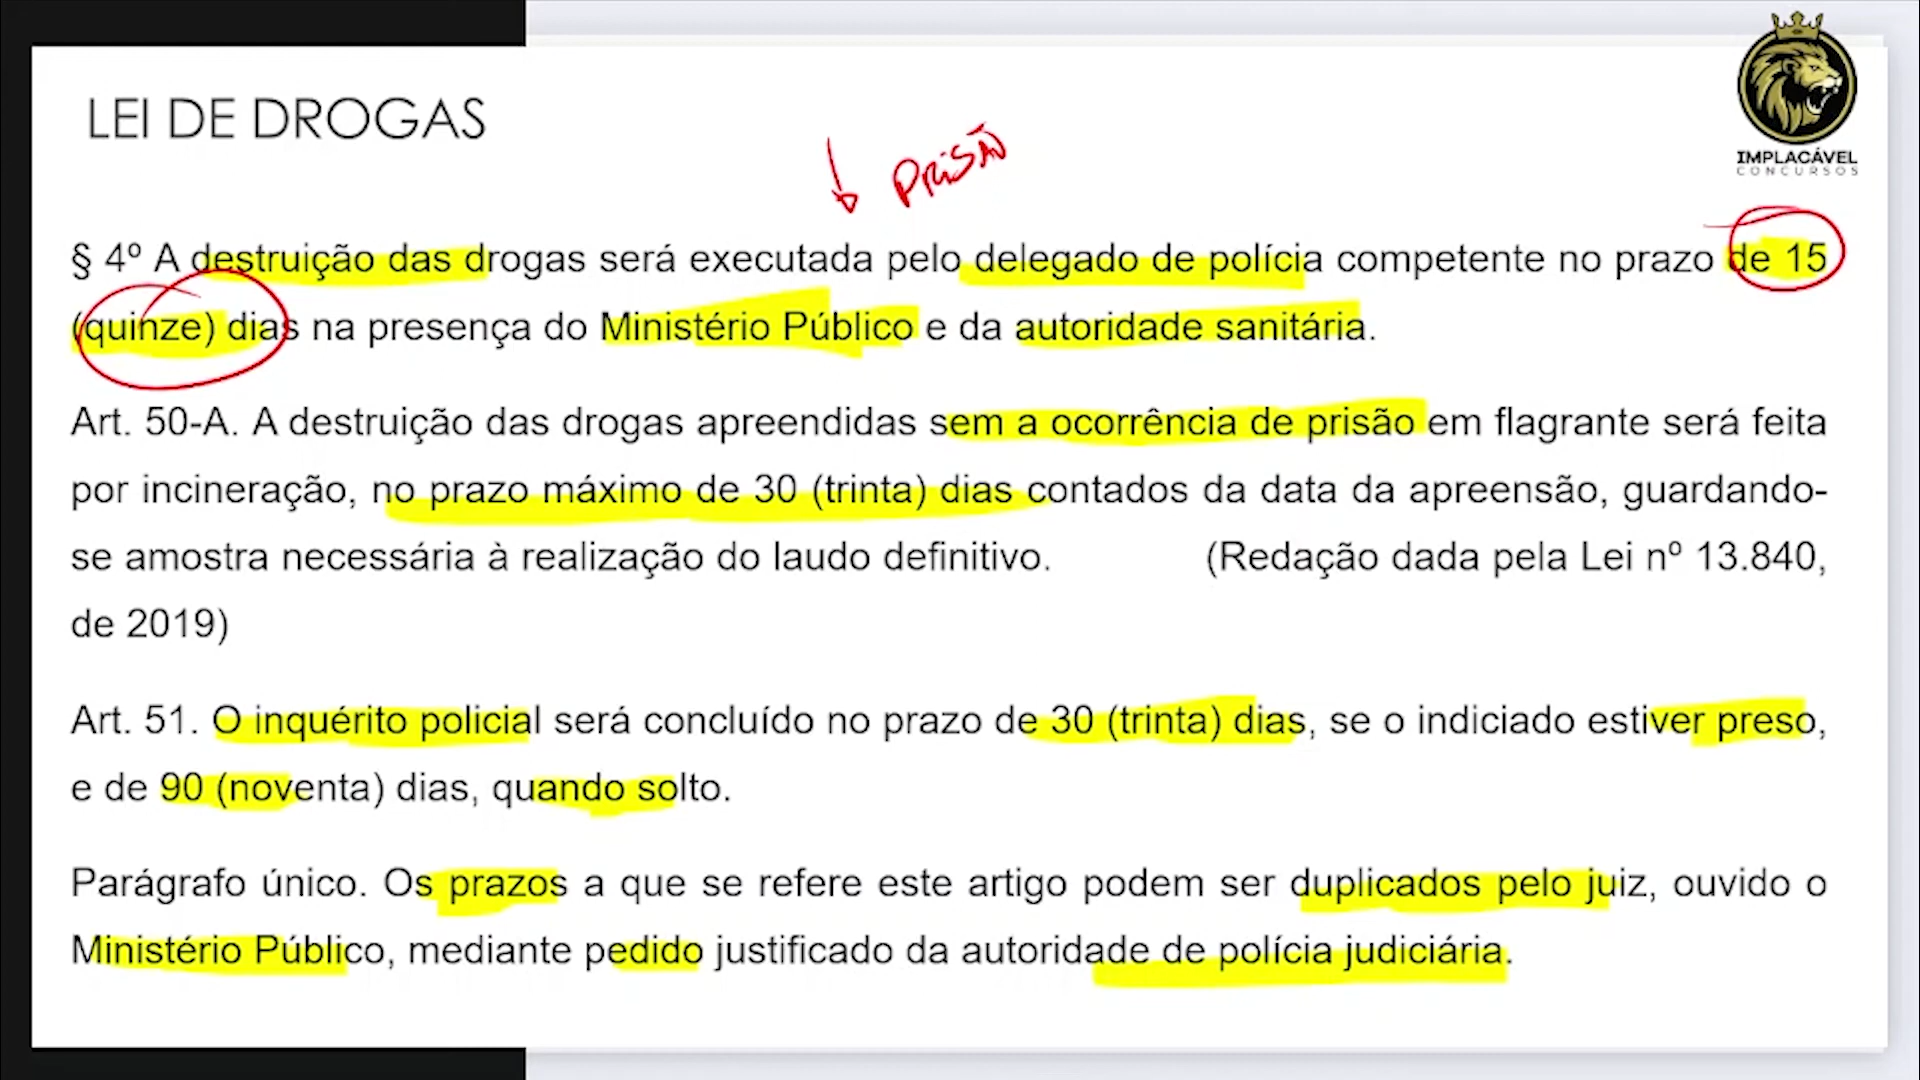 IMPLACÁVEL
CONCURSOS
LEI DE DROGAS
PRISÃO
§ 4º A destruição das drogas será executada pelo delegado de polícia competente no prazo de 15
(quinze) dias na presença do Ministério Público e da autoridade sanitária.
Art. 50-A. A destruição das drogas apreendidas sem a ocorrência de prisão em flagrante será feita
por incineração, no prazo máximo de 30 (trinta) dias contados da data da apreensão, guardando-
se amostra necessária à realização do laudo definitivo. (Redação dada pela Lei nº 13.840,
de 2019)
Art. 51. O inquérito policial será concluído no prazo de 30 (trinta) dias, se o indiciado estiver preso,
e de 90 (noventa) dias, quando solto.
Parágrafo único. Os prazos a que se refere este artigo podem ser duplicados pelo juiz, ouvido o
Ministério Público, mediante pedido justificado da autoridade de polícia judiciária.